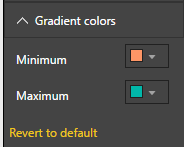 Gradient colors
Minimum
Maximum
Revert to default